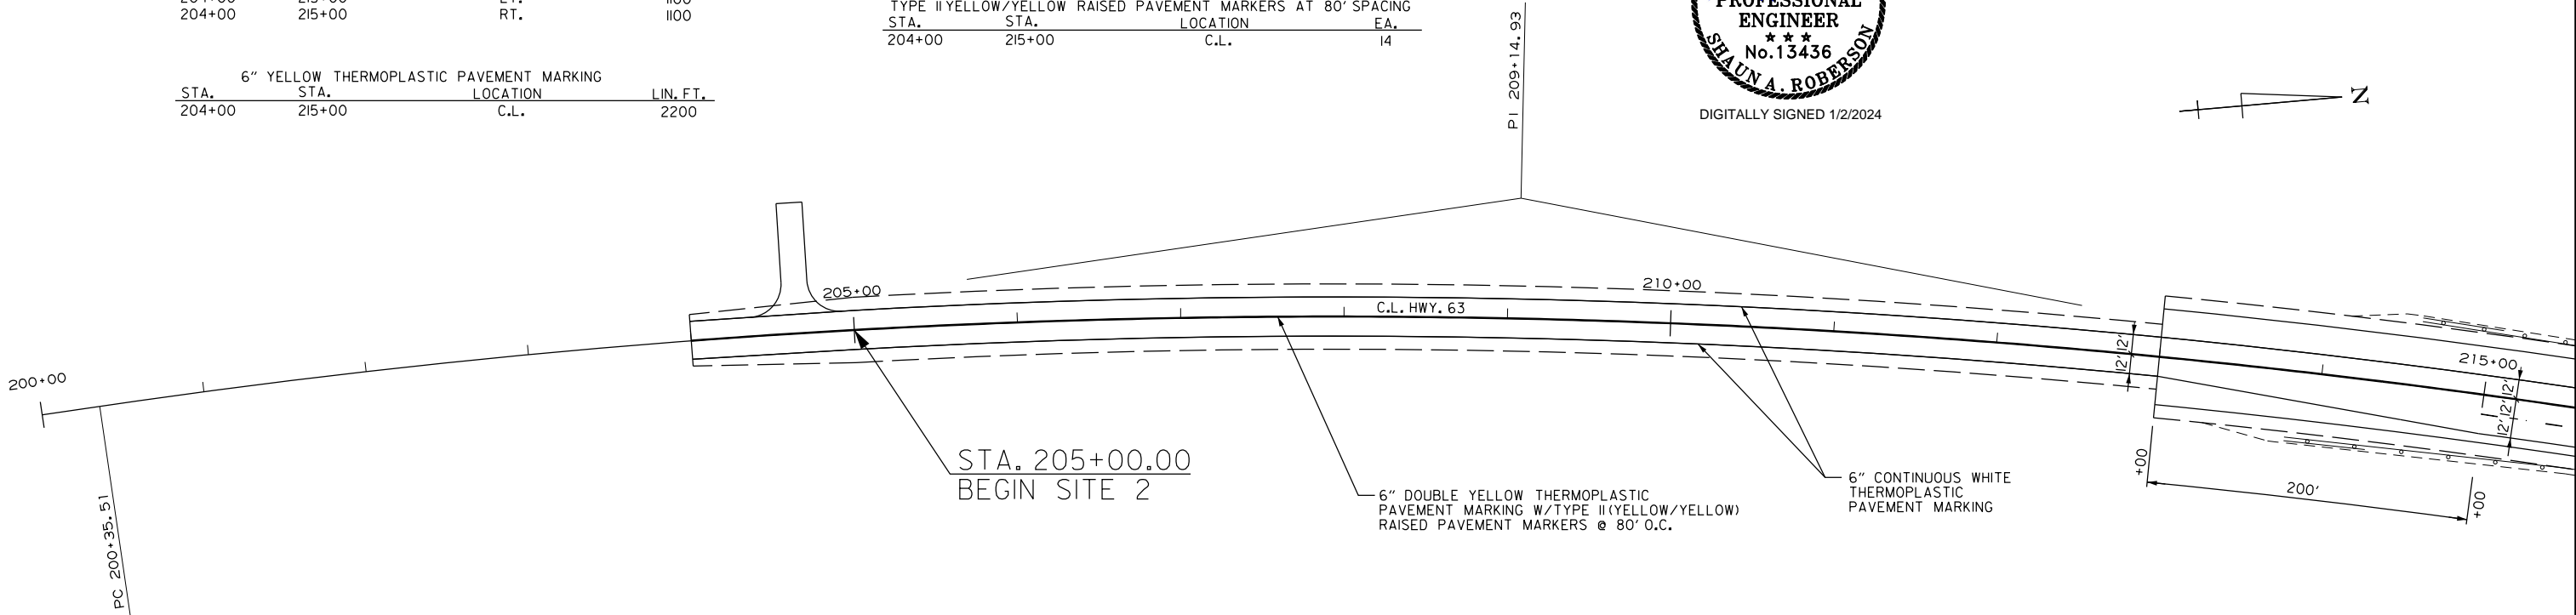 204+00 215+00 RT. 1100
6" YELLOW THERMOPLASTIC PAVEMENT MARKING
STA. STA. LOCATION LIN. FT.
204+00 215+00 C.L. 2200
TYPE II YELLOW/YELLOW RAISED PAVEMENT MARKERS AT 80' SPACING
STA. STA. LOCATION EA.
204+00 215+00 C.L. 14
PI 209+14.93
PROFESSIONAL
ENGINEER
★ ★ ★
No.13436
SHAUN A. ROBERSON
DIGITALLY SIGNED 1/2/2024
N
200+00
PC 200+35.51
205+00
C.L. HWY. 63
210+00
12' 12'
215+00
12' 12' 12'
STA. 205+00.00
BEGIN SITE 2
6" DOUBLE YELLOW THERMOPLASTIC
PAVEMENT MARKING W/TYPE II(YELLOW/YELLOW)
RAISED PAVEMENT MARKERS @ 80' O.C.
6" CONTINUOUS WHITE
THERMOPLASTIC
PAVEMENT MARKING
+00
200'
+00